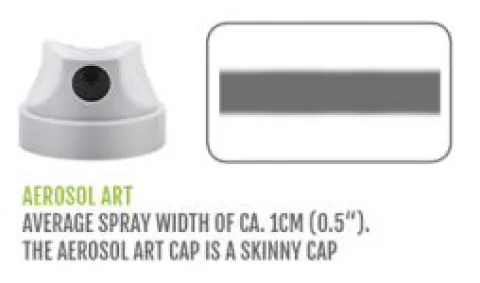 AEROSOL ART
AVERAGE SPRAY WIDTH OF CA. 1CM (0.5“).
THE AEROSOL ART CAP IS A SKINNY CAP